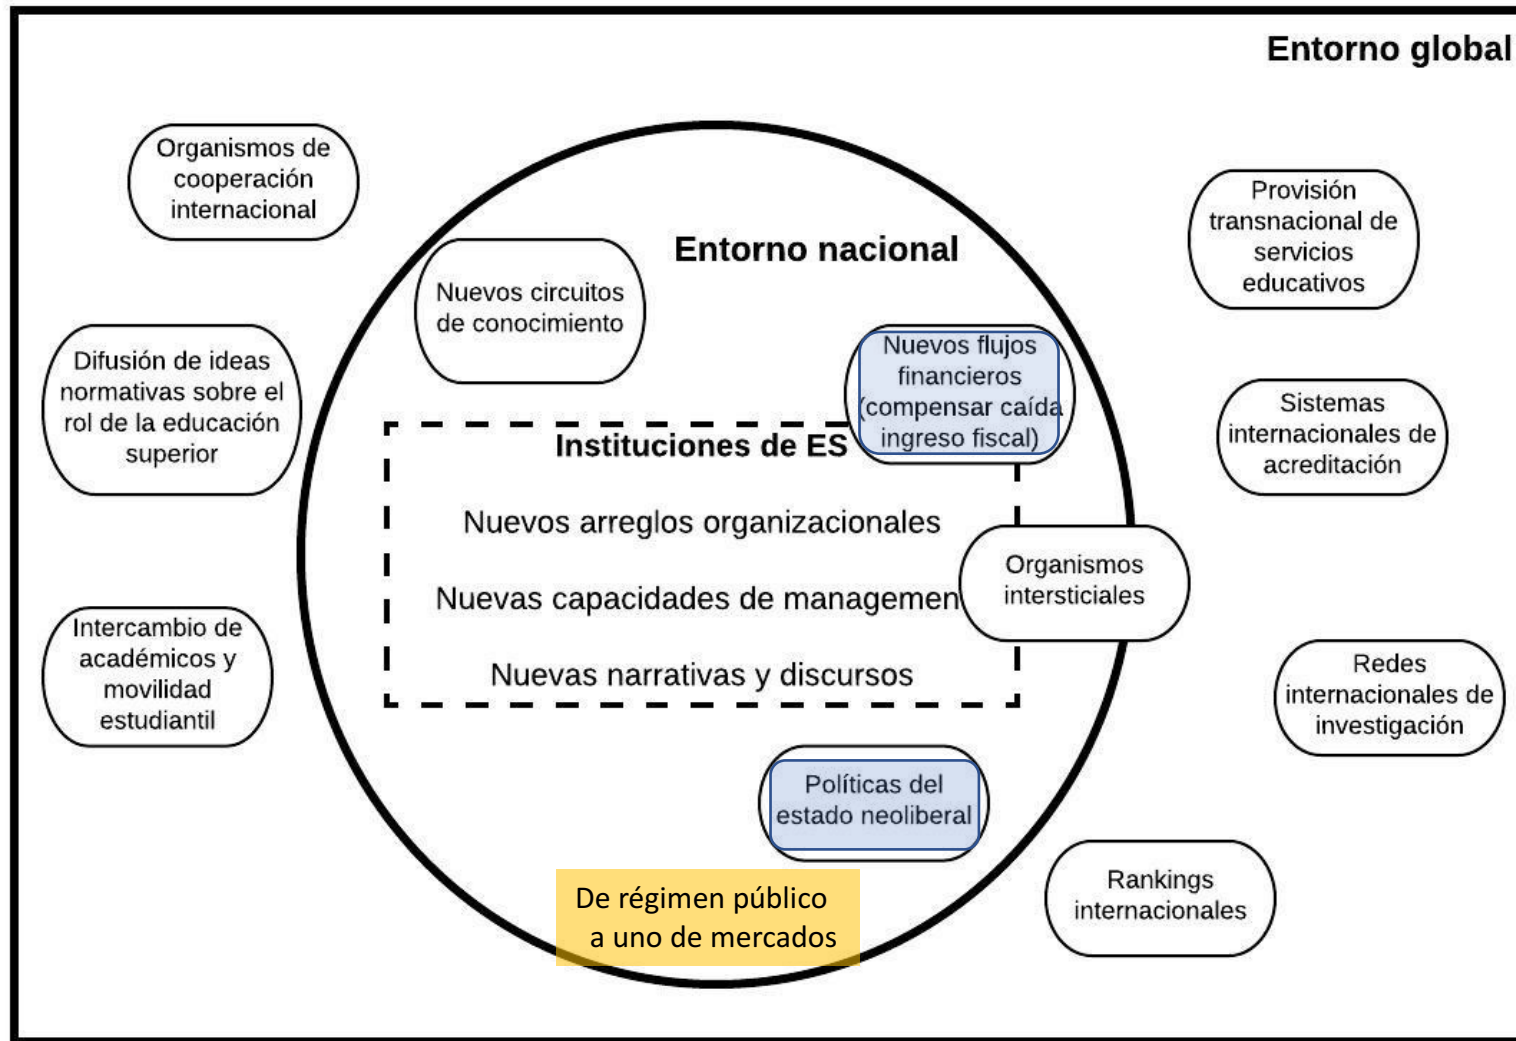 Entorno global
Organismos de
cooperación
internacional
Provisión
transnacional de
servicios
educativos
Entorno nacional
Nuevos circuitos
de conocimiento
Difusión de ideas
normativas sobre el
rol de la educación
superior
Nuevos flujos
financieros
(compensar caída
ingreso fiscal)
Sistemas
internacionales de
acreditación
Instituciones de ES
Nuevos arreglos organizacionales
Nuevas capacidades de managemen
Nuevas narrativas y discursos
Organismos
intersticiales
Intercambio de
académicos y
movilidad
estudiantil
Redes
internacionales de
investigación
Políticas del
estado neoliberal
Rankings
internacionales
De régimen público
a uno de mercados